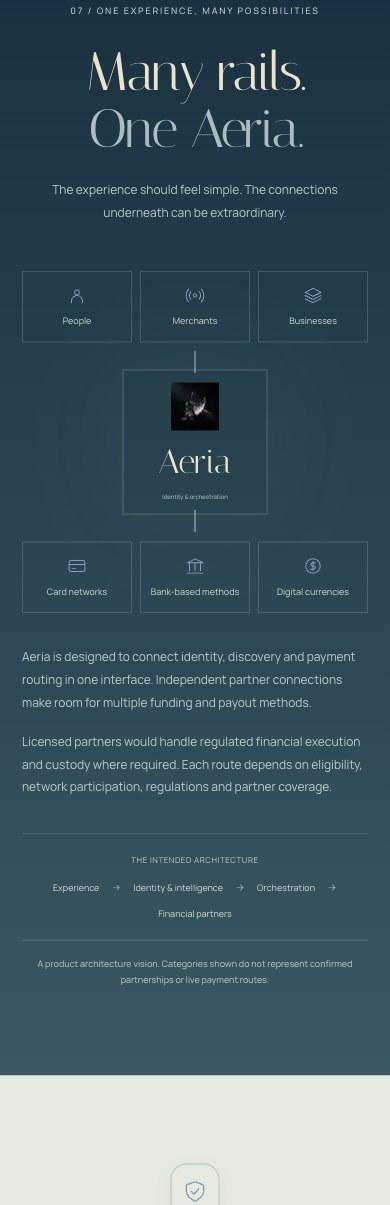 07 / ONE EXPERIENCE, MANY POSSIBILITIES
Many rails.
One Aeria.
The experience should feel simple. The connections
underneath can be extraordinary.
People
Merchants
Businesses
Aeria
Identity & orchestration
Card networks
Bank-based methods
Digital currencies
Aeria is designed to connect identity, discovery and payment
routing in one interface. Independent partner connections
make room for multiple funding and payout methods.
Licensed partners would handle regulated financial execution
and custody where required. Each route depends on eligibility,
network participation, regulations and partner coverage.
THE INTENDED ARCHITECTURE
Experience → Identity & intelligence → Orchestration →
Financial partners
A product architecture vision. Categories shown do not represent confirmed
partnerships or live payment routes.